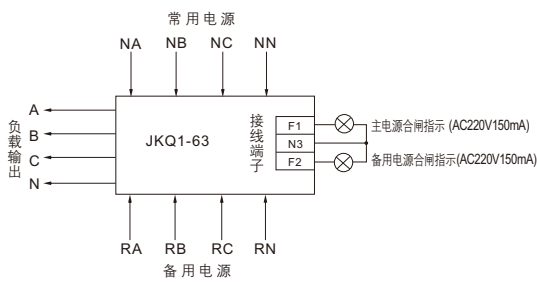 常用电源
NA NB NC NN
负载输出
A
B
C
N
JKQ1-63
接线端子
F1
N3
F2
主电源合闸指示 (AC220V150mA)
备用电源合闸指示(AC220V150mA)
RA RB RC RN
备用电源